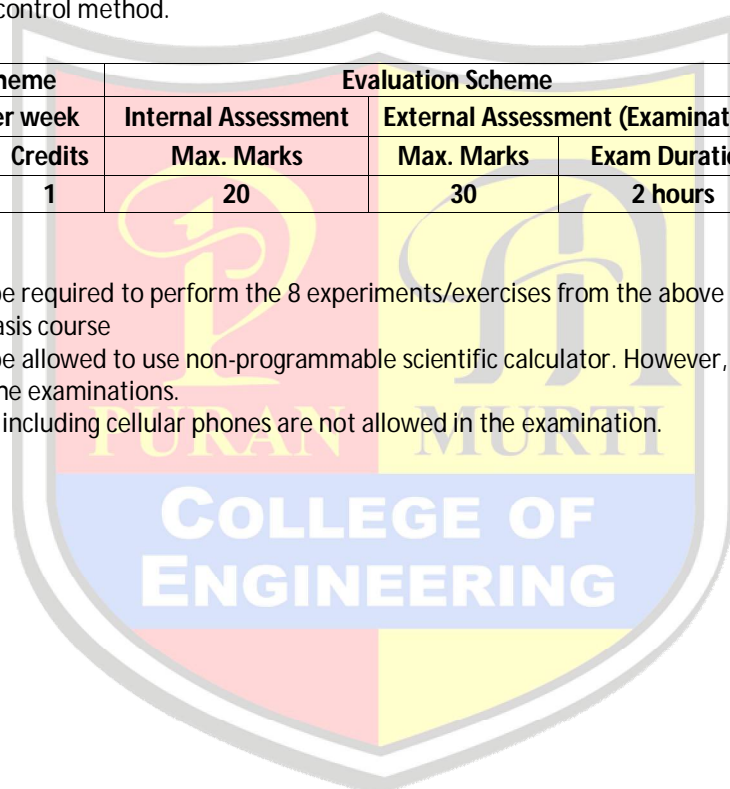 control method.
heme Evaluation Scheme
er week Internal Assessment External Assessment (Examinat
Credits Max. Marks Max. Marks Exam Durati
1 20 30 2 hours
be required to perform the 8 experiments/exercises from the above
asis course
be allowed to use non-programmable scientific calculator. However,
he examinations.
including cellular phones are not allowed in the examination.
PURAN MURTI
COLLEGE OF
ENGINEERING